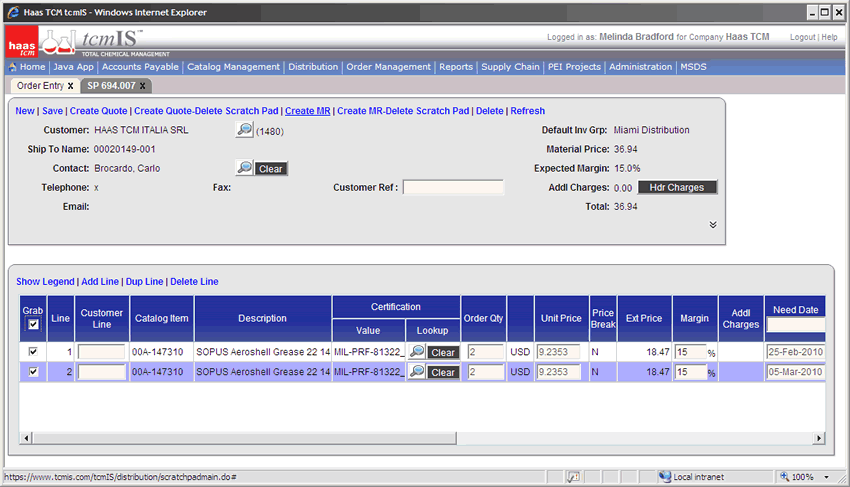 Haas TCM tcmIS - Windows Internet Explorer
haas tcm tcmIS™ TOTAL CHEMICAL MANAGEMENT
Logged in as: Melinda Bradford for Company Haas TCM Logout | Help
Home | Java App | Accounts Payable | Catalog Management | Distribution | Order Management | Reports | Supply Chain | PEI Projects | Administration | MSDS
Order Entry x SP 694.007 x
New | Save | Create Quote | Create Quote-Delete Scratch Pad | Create MR | Create MR-Delete Scratch Pad | Delete | Refresh
Customer: HAAS TCM ITALIA SRL (1480) Default Inv Grp: Miami Distribution
Ship To Name: 00020149-001 Material Price: 36.94
Contact: Brocardo, Carlo Clear Expected Margin: 15.0%
Telephone: x Fax: Customer Ref : Addl Charges: 0.00 Hdr Charges
Email: Total: 36.94
Show Legend | Add Line | Dup Line | Delete Line
Grab Line Customer Line Catalog Item Description Certification Value Lookup Order Qty Unit Price Price Break Ext Price Margin Addl Charges Need Date
1 00A-147310 SOPUS Aeroshell Grease 22 14 MIL-PRF-81322_ Clear 2 USD 9.2353 N 18.47 15 % 25-Feb-2010
2 00A-147310 SOPUS Aeroshell Grease 22 14 MIL-PRF-81322_ Clear 2 USD 9.2353 N 18.47 15 % 05-Mar-2010
https://www.tcmis.com/tcmIS/distribution/scratchpadmain.do# Local intranet 100%